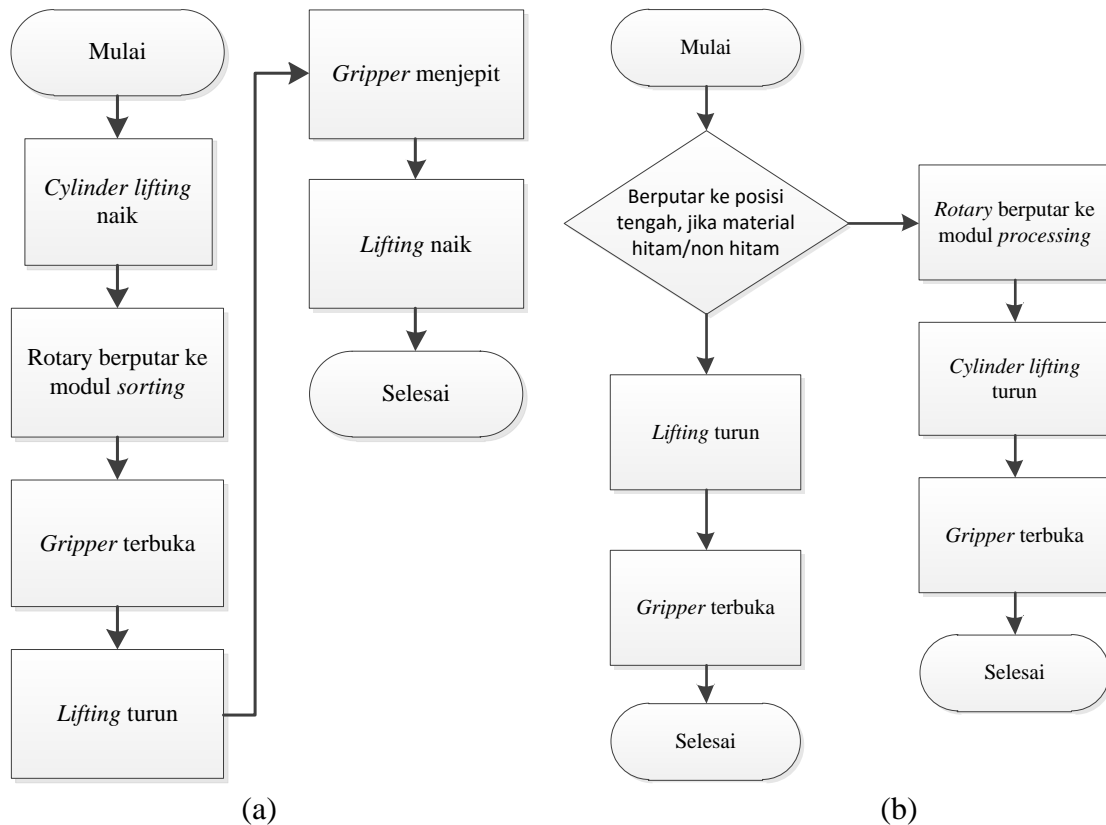 Mulai
Cylinder lifting
naik
Rotary berputar ke
modul sorting
Gripper terbuka
Lifting turun
Gripper menjepit
Lifting naik
Selesai
(a)
Mulai
Berputar ke posisi
tengah, jika material
hitam/non hitam
Lifting turun
Gripper terbuka
Selesai
Rotary berputar ke
modul processing
Cylinder lifting
turun
Gripper terbuka
Selesai
(b)